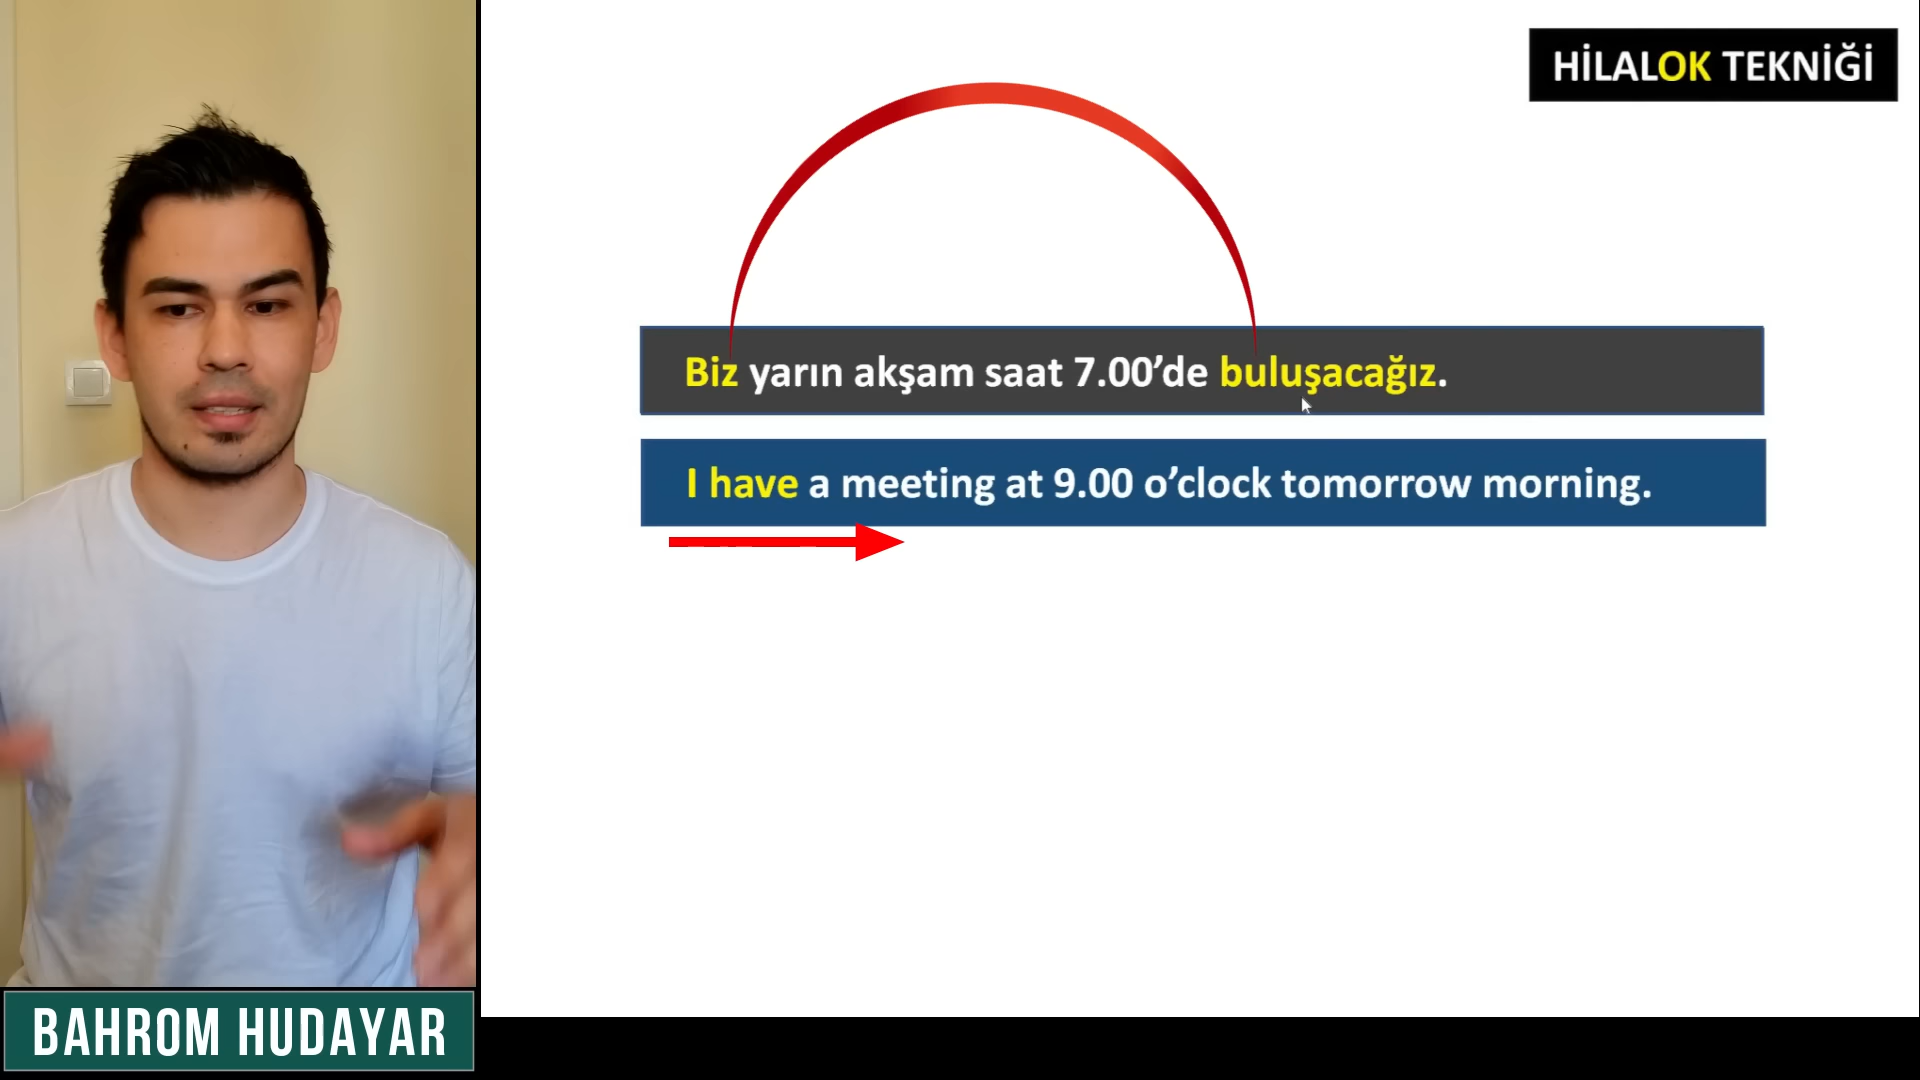 HİLALOK TEKNİĞİ
Biz yarın akşam saat 7.00’de buluşacağız.
I have a meeting at 9.00 o’clock tomorrow morning.
BAHROM HUDAYAR